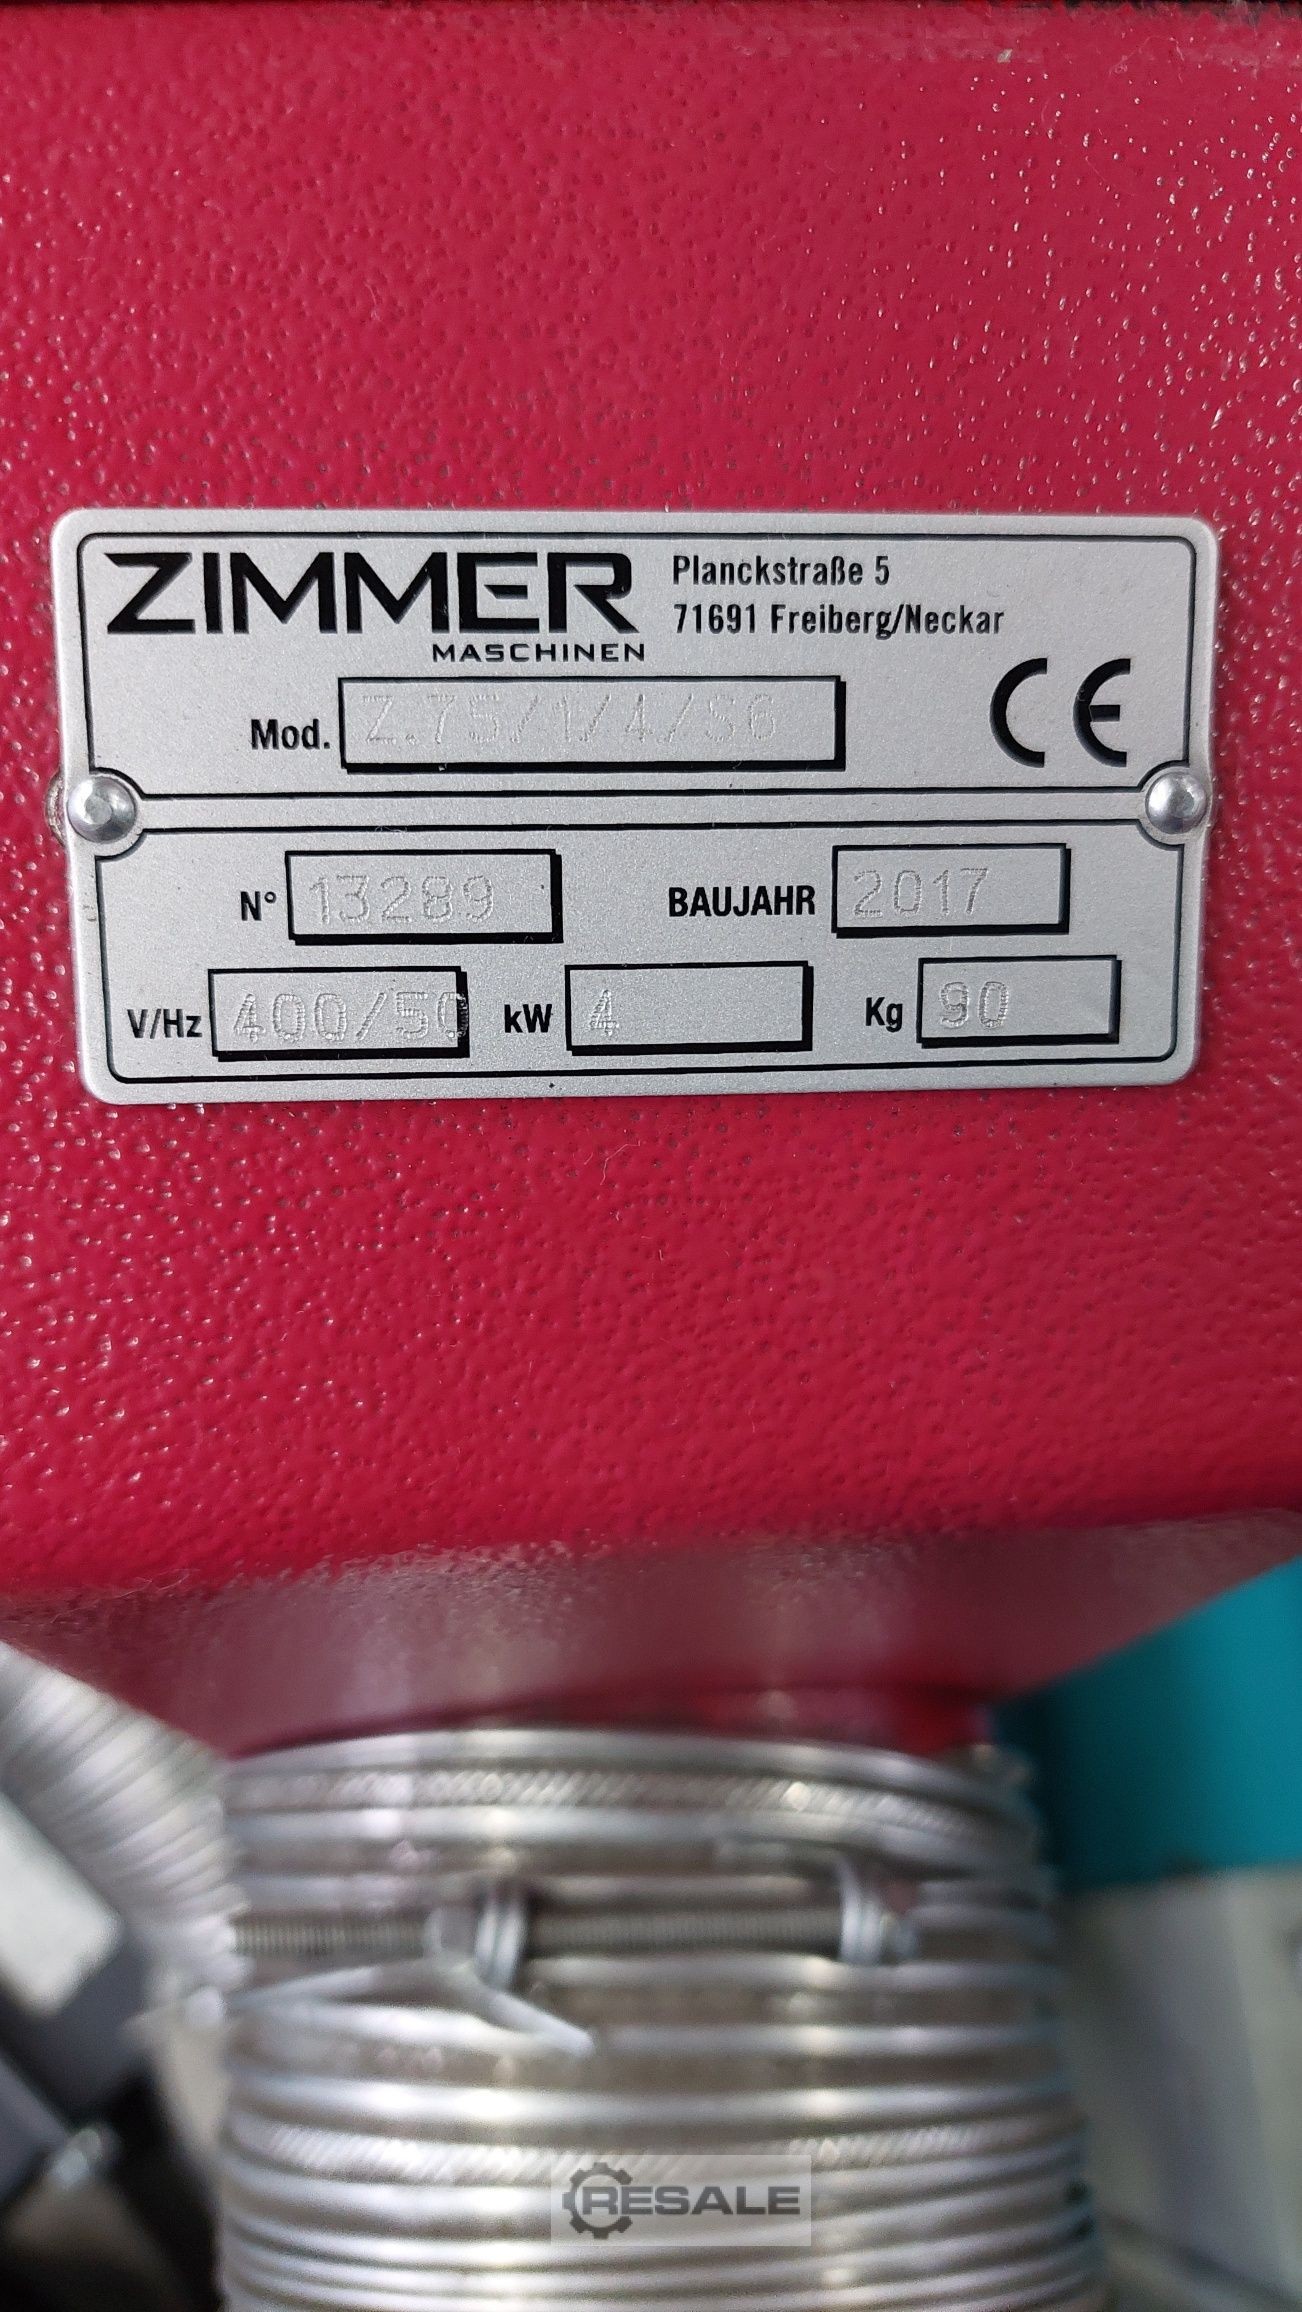 ZIMMER
MASCHINEN
Planckstraße 5
71691 Freiberg/Neckar
Mod. Z.75/1/4/S6
CE
N° 13289
BAUJAHR 2017
V/Hz 400/50
kW 4
Kg 90
RESALE